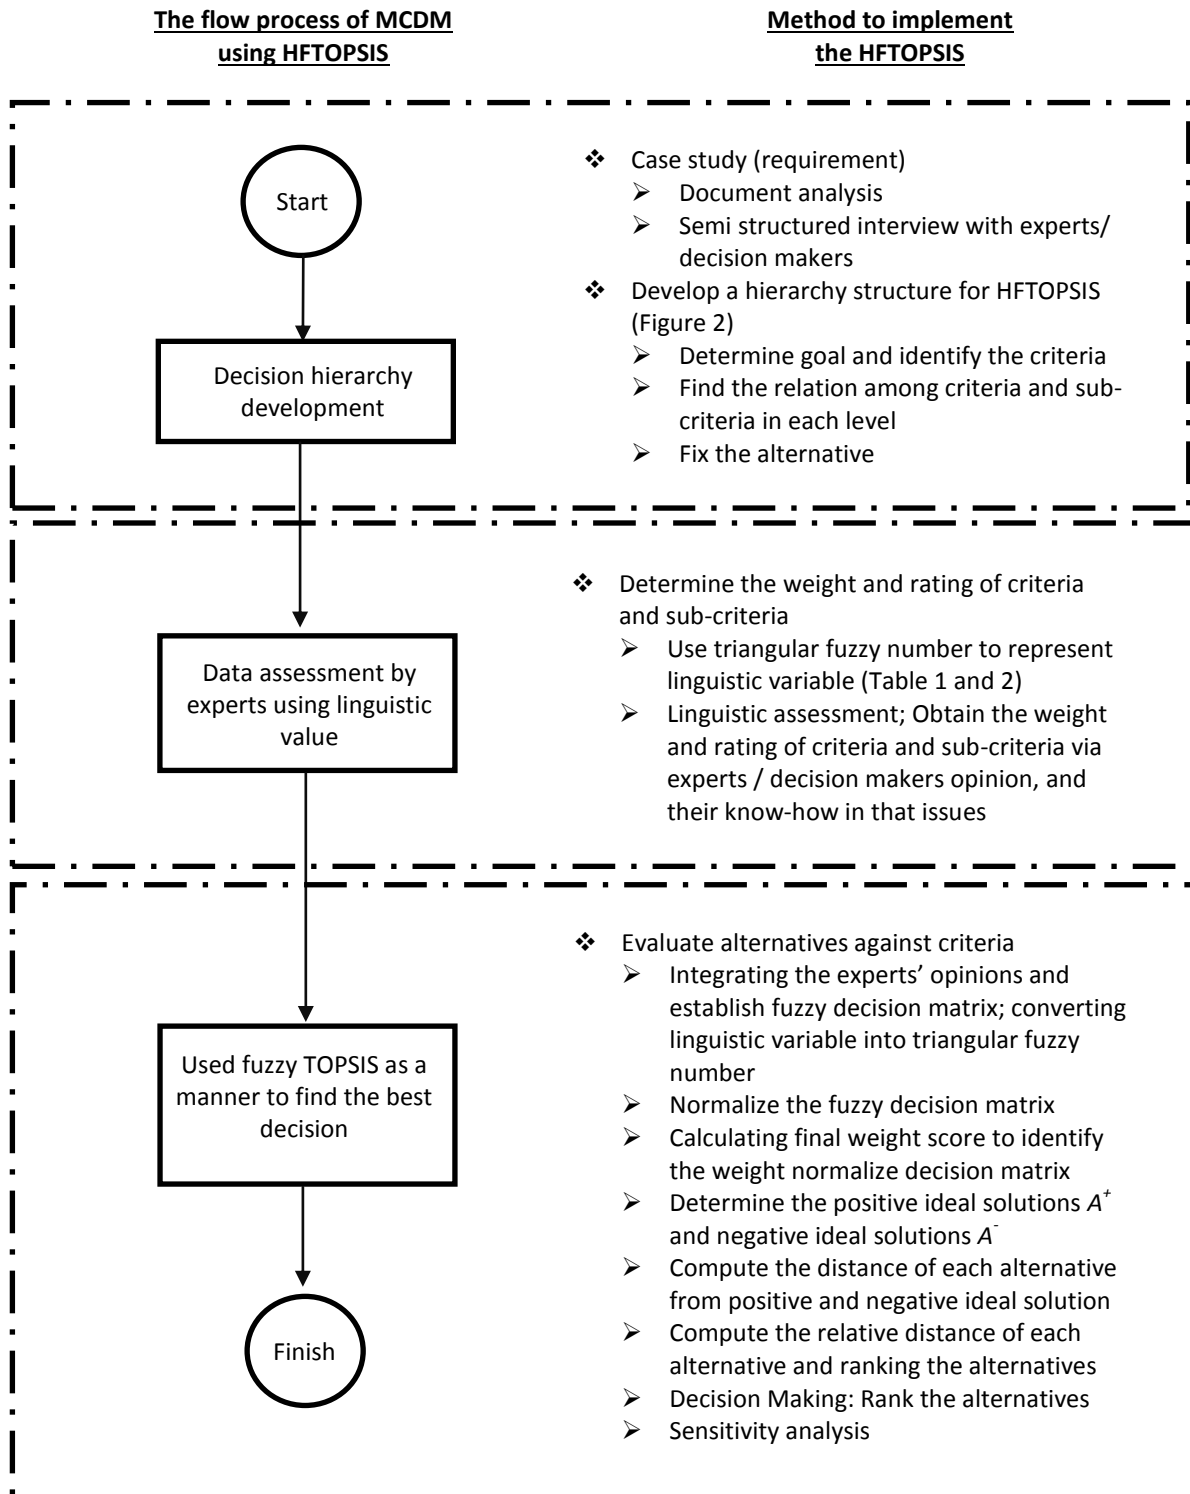 The flow process of MCDM
using HFTOPSIS
Method to implement
the HFTOPSIS
Start
Decision hierarchy
development
❖ Case study (requirement)
➢ Document analysis
➢ Semi structured interview with experts/
decision makers
❖ Develop a hierarchy structure for HFTOPSIS
(Figure 2)
➢ Determine goal and identify the criteria
➢ Find the relation among criteria and sub-
criteria in each level
➢ Fix the alternative
Data assessment by
experts using linguistic
value
❖ Determine the weight and rating of criteria
and sub-criteria
➢ Use triangular fuzzy number to represent
linguistic variable (Table 1 and 2)
➢ Linguistic assessment; Obtain the weight
and rating of criteria and sub-criteria via
experts / decision makers opinion, and
their know-how in that issues
Used fuzzy TOPSIS as a
manner to find the best
decision
Finish
❖ Evaluate alternatives against criteria
➢ Integrating the experts’ opinions and
establish fuzzy decision matrix; converting
linguistic variable into triangular fuzzy
number
➢ Normalize the fuzzy decision matrix
➢ Calculating final weight score to identify
the weight normalize decision matrix
➢ Determine the positive ideal solutions A⁺
and negative ideal solutions A⁻
➢ Compute the distance of each alternative
from positive and negative ideal solution
➢ Compute the relative distance of each
alternative and ranking the alternatives
➢ Decision Making: Rank the alternatives
➢ Sensitivity analysis